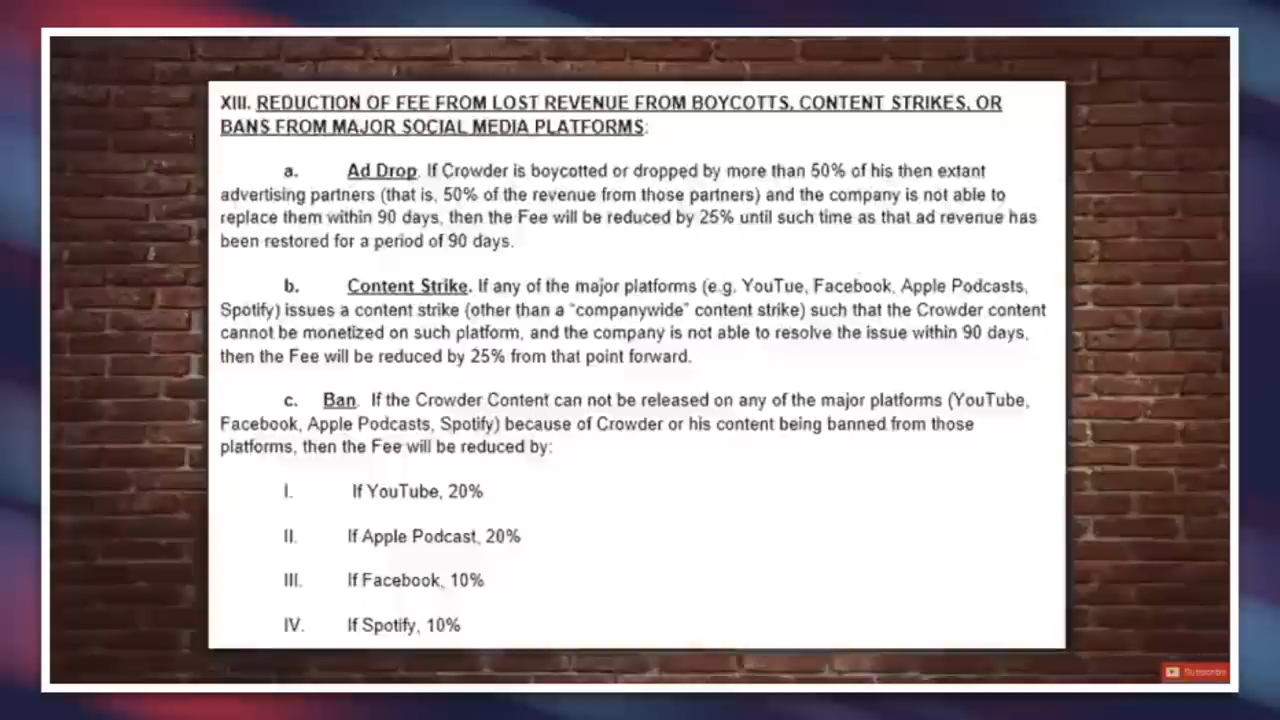 XIII. REDUCTION OF FEE FROM LOST REVENUE FROM BOYCOTTS, CONTENT STRIKES, OR
BANS FROM MAJOR SOCIAL MEDIA PLATFORMS:
a. Ad Drop. If Crowder is boycotted or dropped by more than 50% of his then extant
advertising partners (that is, 50% of the revenue from those partners) and the company is not able to
replace them within 90 days, then the Fee will be reduced by 25% until such time as that ad revenue has
been restored for a period of 90 days.
b. Content Strike. If any of the major platforms (e.g. YouTue, Facebook, Apple Podcasts,
Spotify) issues a content strike (other than a “companywide” content strike) such that the Crowder content
cannot be monetized on such platform, and the company is not able to resolve the issue within 90 days,
then the Fee will be reduced by 25% from that point forward.
c. Ban. If the Crowder Content can not be released on any of the major platforms (YouTube,
Facebook, Apple Podcasts, Spotify) because of Crowder or his content being banned from those
platforms, then the Fee will be reduced by:
I. If YouTube, 20%
II. If Apple Podcast, 20%
III. If Facebook, 10%
IV. If Spotify, 10%
Subscribe